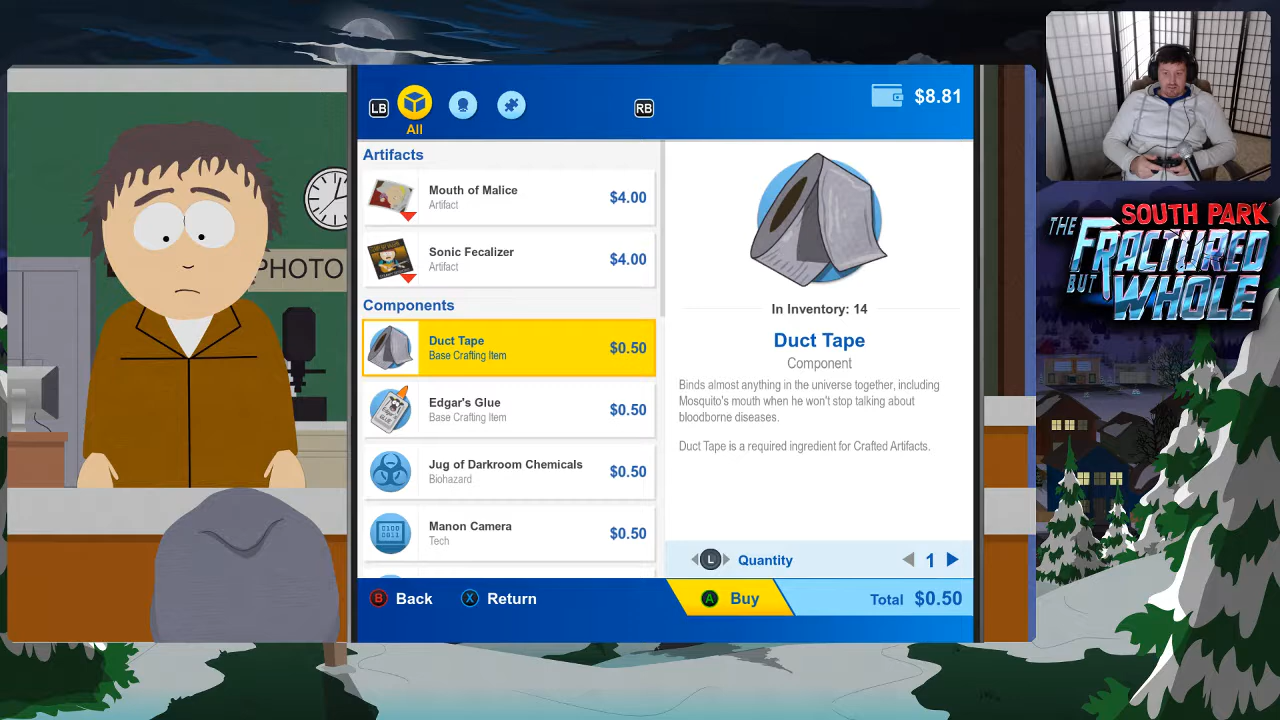 LB
All
RB
$8.81
Artifacts
Mouth of Malice
Artifact
$4.00
Sonic Fecalizer
Artifact
$4.00
Components
Duct Tape
Base Crafting Item
$0.50
Edgar's Glue
Base Crafting Item
$0.50
Jug of Darkroom Chemicals
Biohazard
$0.50
Manon Camera
Tech
$0.50
In Inventory: 14
Duct Tape
Component
Binds almost anything in the universe together, including
Mosquito's mouth when he won't stop talking about
bloodborne diseases.
Duct Tape is a required ingredient for Crafted Artifacts.
L Quantity 1
B Back
X Return
A Buy
Total $0.50
PHOTO
SOUTH PARK
THE FRACTURED
BUT WHOLE